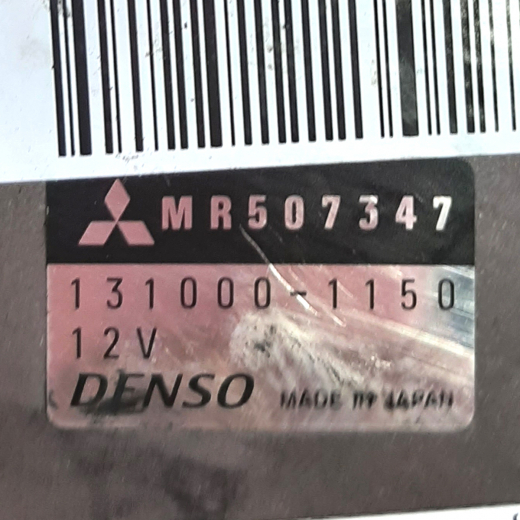 MR507347
131000-1150
12V
DENSO MADE IN JAPAN